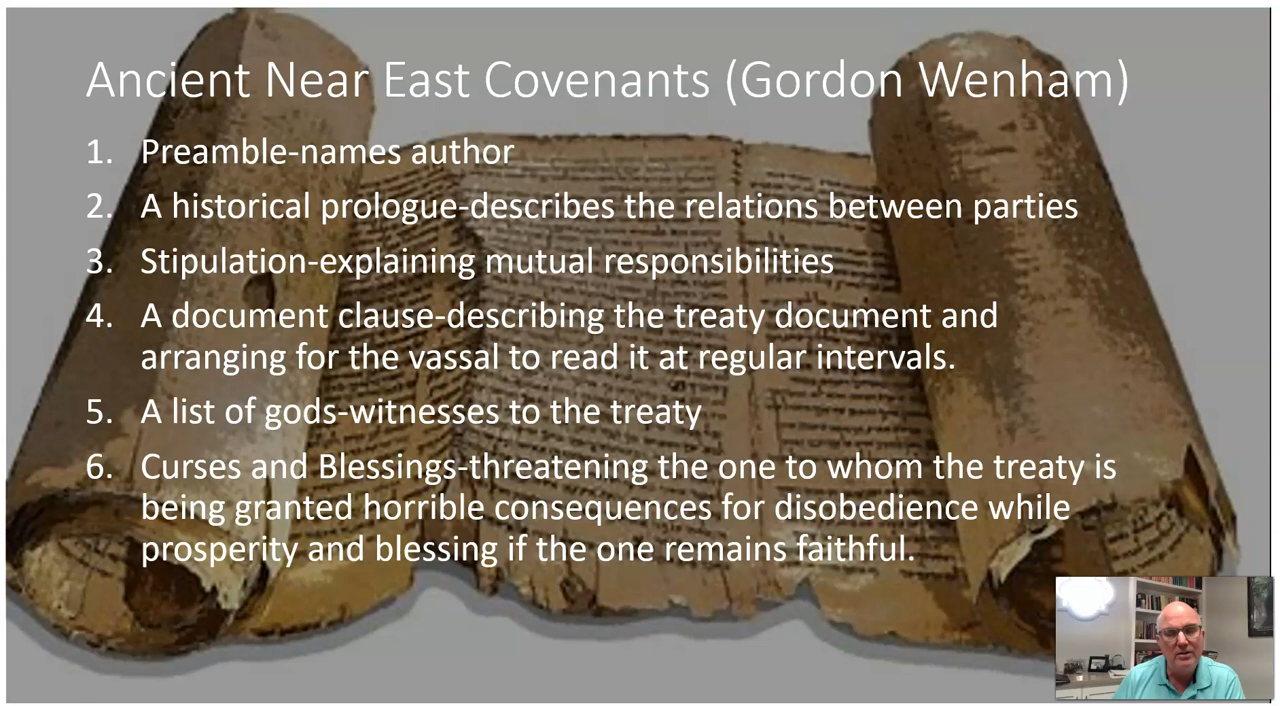 Ancient Near East Covenants (Gordon Wenham)
1. Preamble-names author
2. A historical prologue-describes the relations between parties
3. Stipulation-explaining mutual responsibilities
4. A document clause-describing the treaty document and
arranging for the vassal to read it at regular intervals.
5. A list of gods-witnesses to the treaty
6. Curses and Blessings-threatening the one to whom the treaty is
being granted horrible consequences for disobedience while
prosperity and blessing if the one remains faithful.